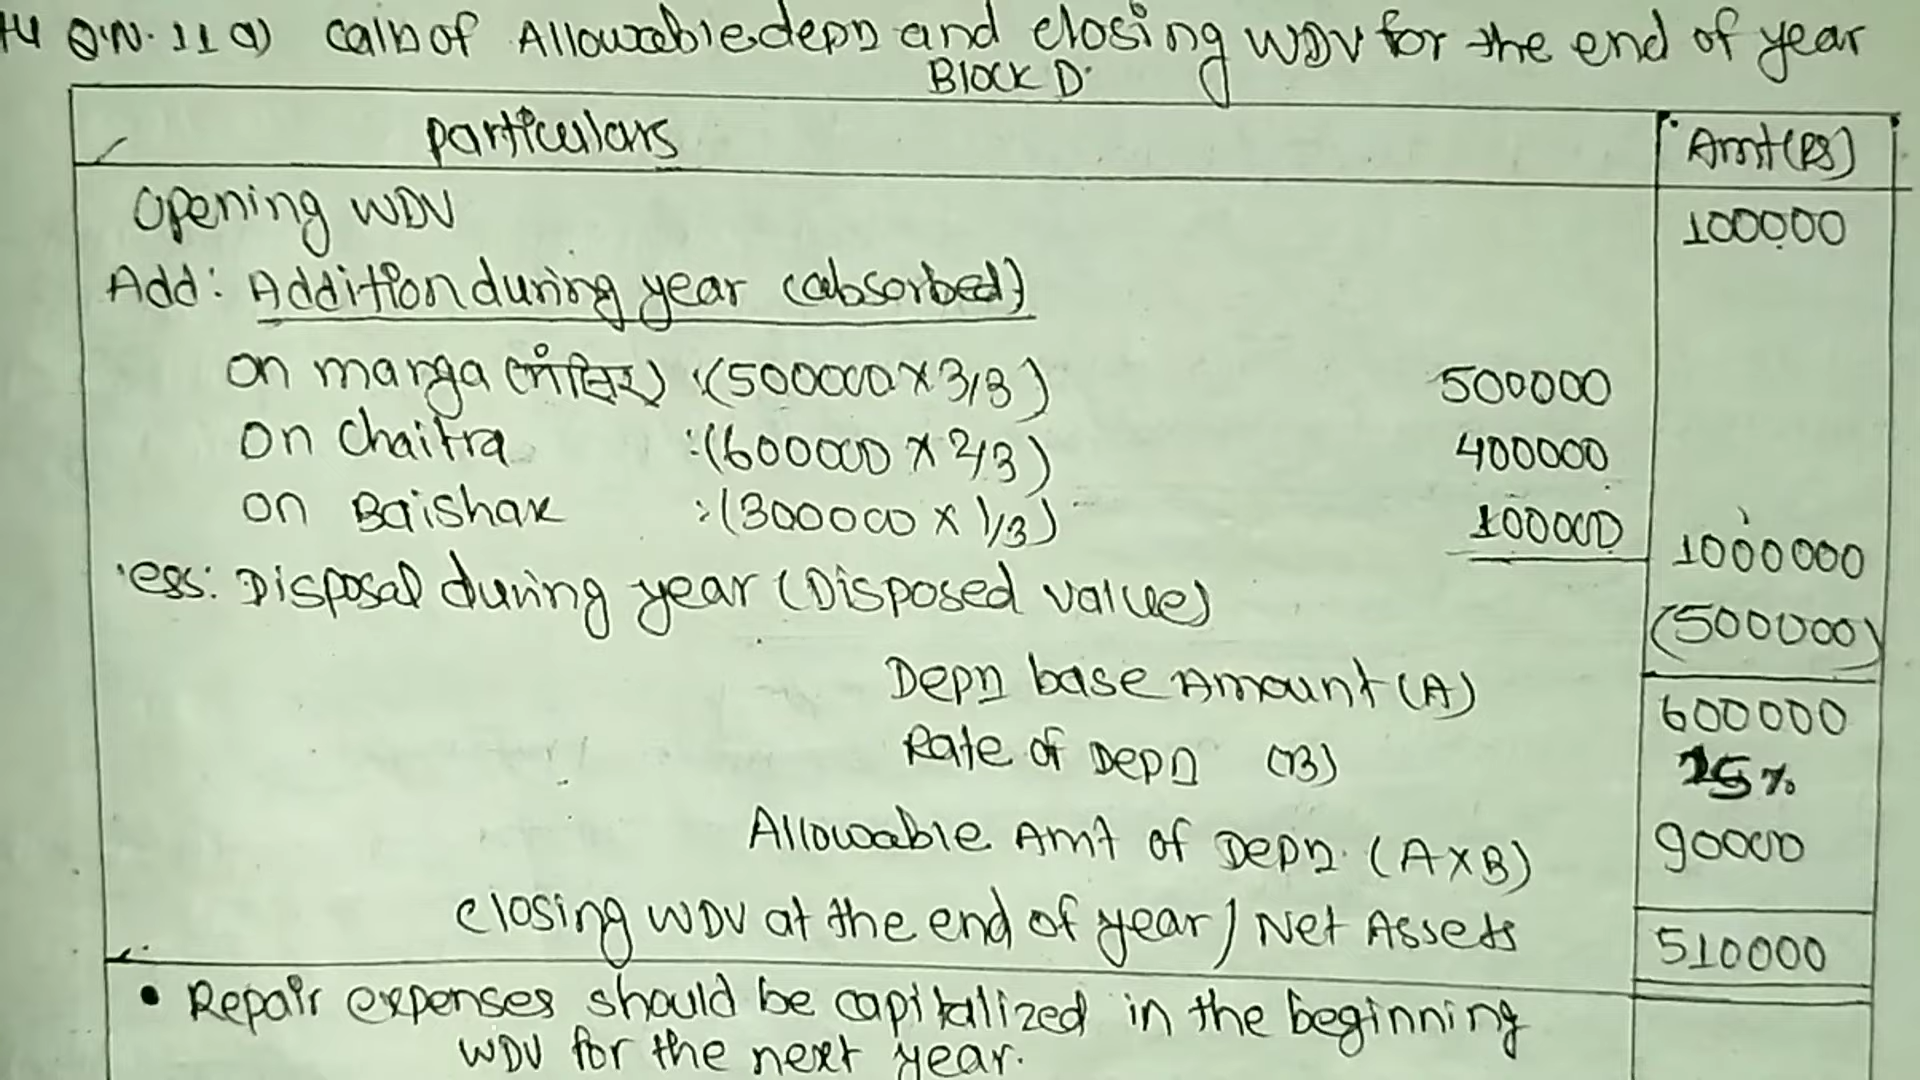 Q.N. 11 a) calⁿ of Allowable depⁿ and closing WDV for the end of year
Block D
particulars Amt(RS)
Opening WDV 100000
Add: Addition during year (absorbed)
on marga (मंसिर) :(500000 x 3/3) 500000
on chaitra :(600000 x 2/3) 400000
on Baishak :(300000 x 1/3) 100000 1000000
ess: Disposal during year (Disposed value) (500000)
Depⁿ base Amount (A) 600000
Rate of Depⁿ (B) 15%
Allowable Amt of Depⁿ. (AXB) 90000
closing WDV at the end of year / Net Assets 510000
• Repair expenses should be capitalized in the beginning
WDV for the next year.